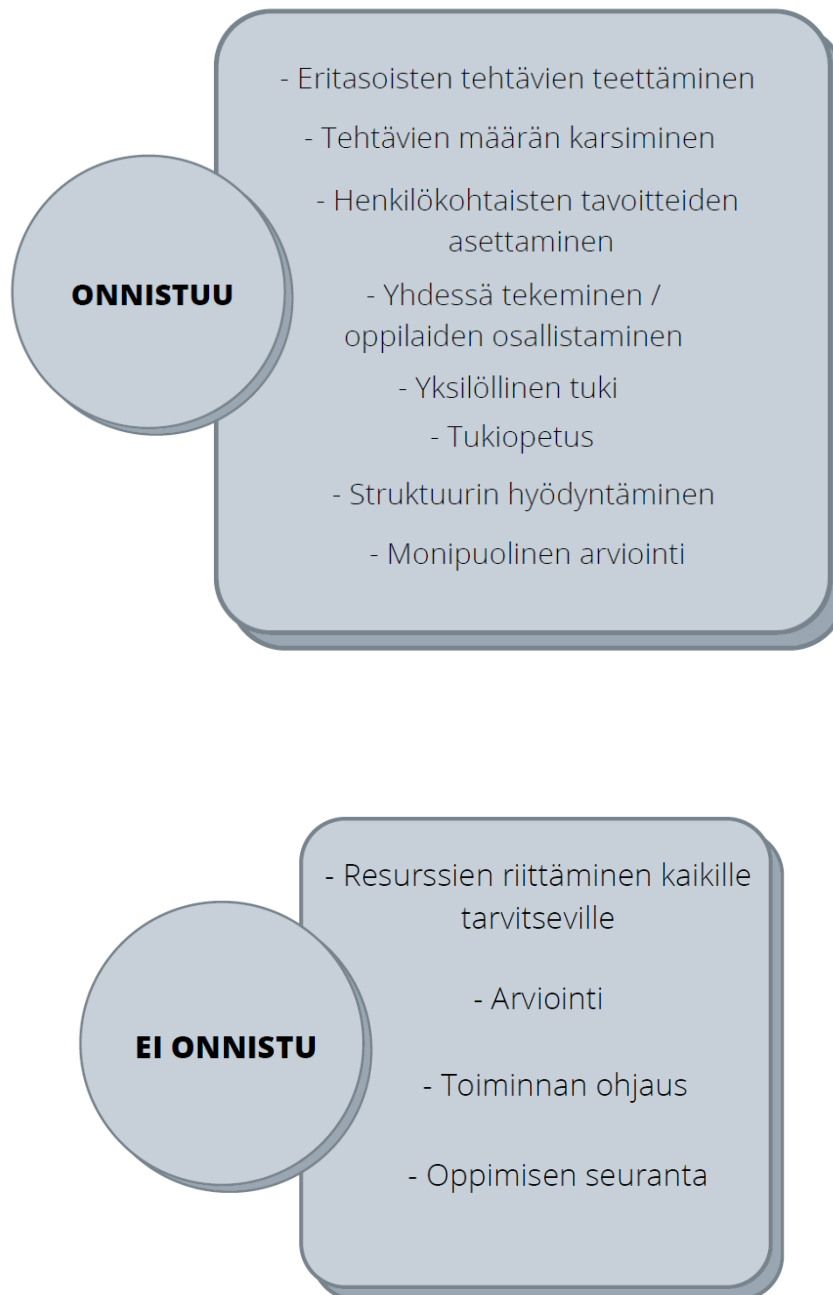 - Eritasoisten tehtävien teettäminen
- Tehtävien määrän karsiminen
- Henkilökohtaisten tavoitteiden
asettaminen
ONNISTUU
- Yhdessä tekeminen /
oppilaiden osallistaminen
- Yksilöllinen tuki
- Tukiopetus
- Struktuurin hyödyntäminen
- Monipuolinen arviointi
- Resurssien riittäminen kaikille
tarvitseville
- Arviointi
EI ONNISTU
- Toiminnan ohjaus
- Oppimisen seuranta